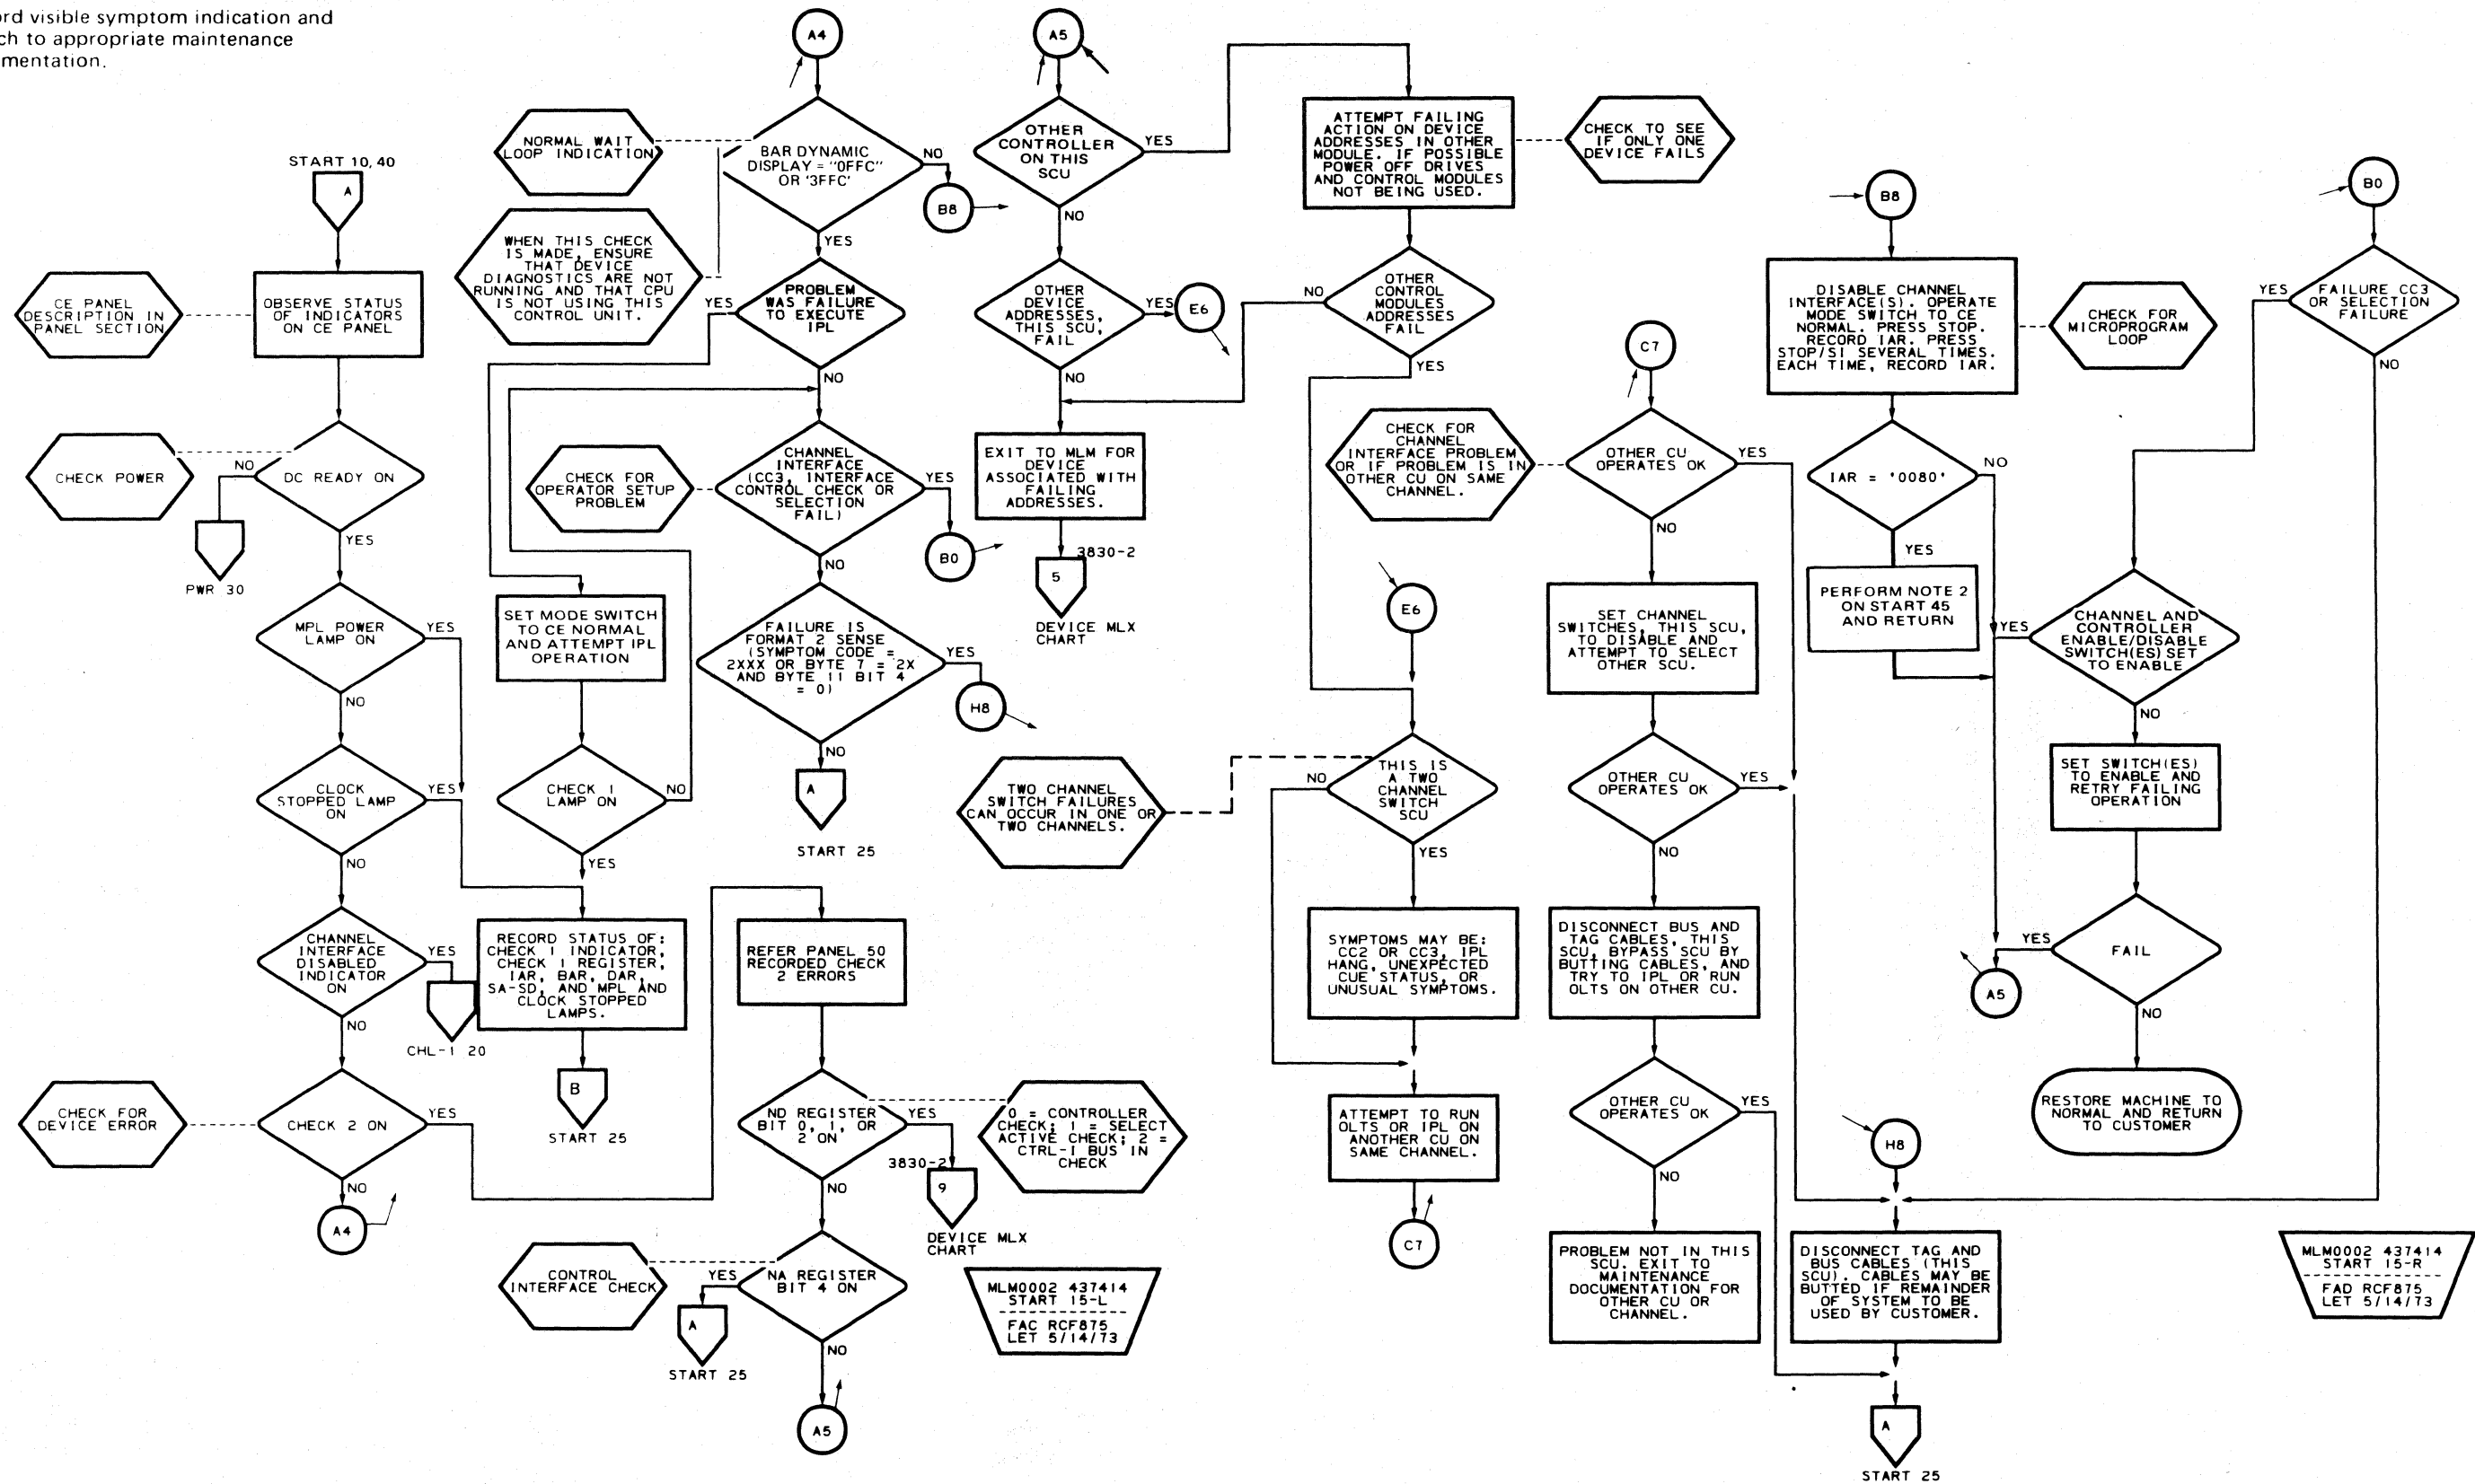 ord visible symptom indication and
ch to appropriate maintenance
mentation.
START 10,40
A
CE PANEL
DESCRIPTION IN
PANEL SECTION
OBSERVE STATUS
OF INDICATORS
ON CE PANEL
CHECK POWER
DC READY ON
NO
YES
PWR 30
MPL POWER
LAMP ON
YES
NO
CLOCK
STOPPED LAMP
ON
YES
NO
CHANNEL
INTERFACE
DISABLED
INDICATOR
ON
YES
NO
CHL-I 20
CHECK FOR
DEVICE ERROR
CHECK 2 ON
YES
NO
A4
A4
NORMAL WAIT
LOOP INDICATION
BAR DYNAMIC
DISPLAY = "0FFC"
OR '3FFC'
NO
B8
YES
WHEN THIS CHECK
IS MADE, ENSURE
THAT DEVICE
DIAGNOSTICS ARE NOT
RUNNING AND THAT CPU
IS NOT USING THIS
CONTROL UNIT.
PROBLEM
WAS FAILURE
TO EXECUTE
IPL
YES
NO
CHECK FOR
OPERATOR SETUP
PROBLEM
CHANNEL
INTERFACE
(CC3, INTERFACE
CONTROL CHECK OR
SELECTION
FAIL)
YES
B0
NO
SET MODE SWITCH
TO CE NORMAL
AND ATTEMPT IPL
OPERATION
FAILURE IS
FORMAT 2 SENSE
(SYMPTOM CODE =
2XXX OR BYTE 7 = 2X
AND BYTE 11 BIT 4
= 0)
YES
H8
NO
A
START 25
CHECK I
LAMP ON
NO
YES
RECORD STATUS OF:
CHECK I INDICATOR,
CHECK I REGISTER,
IAR, BAR, DAR,
SA-SD, AND MPL AND
CLOCK STOPPED
LAMPS.
B
START 25
REFER PANEL 50
RECORDED CHECK
2 ERRORS
ND REGISTER
BIT 0, 1, OR
2 ON
YES
NO
0 = CONTROLLER
CHECK; 1 = SELECT
ACTIVE CHECK; 2 =
CTRL-I BUS IN
CHECK
3830-2
9
DEVICE MLX
CHART
CONTROL
INTERFACE CHECK
NA REGISTER
BIT 4 ON
YES
A
START 25
NO
A5
MLM0002 437414
START 15-L
FAC RCF875
LET 5/14/73
A5
OTHER
CONTROLLER
ON THIS
SCU
YES
NO
OTHER
DEVICE
ADDRESSES,
THIS SCU,
FAIL
YES
E6
NO
EXIT TO MLM FOR
DEVICE
ASSOCIATED WITH
FAILING
ADDRESSES.
3830-2
5
DEVICE MLX
CHART
ATTEMPT FAILING
ACTION ON DEVICE
ADDRESSES IN OTHER
MODULE. IF POSSIBLE
POWER OFF DRIVES
AND CONTROL MODULES
NOT BEING USED.
CHECK TO SEE
IF ONLY ONE
DEVICE FAILS
OTHER
CONTROL
MODULES
ADDRESSES
FAIL
NO
YES
E6
TWO CHANNEL
SWITCH FAILURES
CAN OCCUR IN ONE OR
TWO CHANNELS.
THIS IS
A TWO
CHANNEL
SWITCH
SCU
NO
YES
SYMPTOMS MAY BE:
CC2 OR CC3, IPL
HANG, UNEXPECTED
CUE STATUS, OR
UNUSUAL SYMPTOMS.
ATTEMPT TO RUN
OLTS OR IPL ON
ANOTHER CU ON
SAME CHANNEL.
C7
C7
CHECK FOR
CHANNEL
INTERFACE PROBLEM
OR IF PROBLEM IS IN
OTHER CU ON SAME
CHANNEL.
OTHER CU
OPERATES OK
YES
NO
SET CHANNEL
SWITCHES, THIS SCU,
TO DISABLE AND
ATTEMPT TO SELECT
OTHER SCU.
OTHER CU
OPERATES OK
YES
NO
DISCONNECT BUS AND
TAG CABLES, THIS
SCU, BYPASS SCU BY
BUTTING CABLES, AND
TRY TO IPL OR RUN
OLTS ON OTHER CU.
OTHER CU
OPERATES OK
YES
NO
PROBLEM NOT IN THIS
SCU. EXIT TO
MAINTENANCE
DOCUMENTATION FOR
OTHER CU OR
CHANNEL.
B8
DISABLE CHANNEL
INTERFACE(S). OPERATE
MODE SWITCH TO CE
NORMAL. PRESS STOP.
RECORD IAR. PRESS
STOP/SI SEVERAL TIMES.
EACH TIME, RECORD IAR.
CHECK FOR
MICROPROGRAM
LOOP
IAR = '0080'
NO
YES
PERFORM NOTE 2
ON START 45
AND RETURN
B0
FAILURE CC3
OR SELECTION
FAILURE
YES
NO
CHANNEL AND
CONTROLLER
ENABLE/DISABLE
SWITCH(ES) SET
TO ENABLE
YES
NO
SET SWITCH(ES)
TO ENABLE AND
RETRY FAILING
OPERATION
FAIL
YES
A5
NO
RESTORE MACHINE TO
NORMAL AND RETURN
TO CUSTOMER
H8
DISCONNECT TAG AND
BUS CABLES (THIS
SCU). CABLES MAY BE
BUTTED IF REMAINDER
OF SYSTEM TO BE
USED BY CUSTOMER.
A
START 25
MLM0002 437414
START 15-R
FAD RCF875
LET 5/14/73